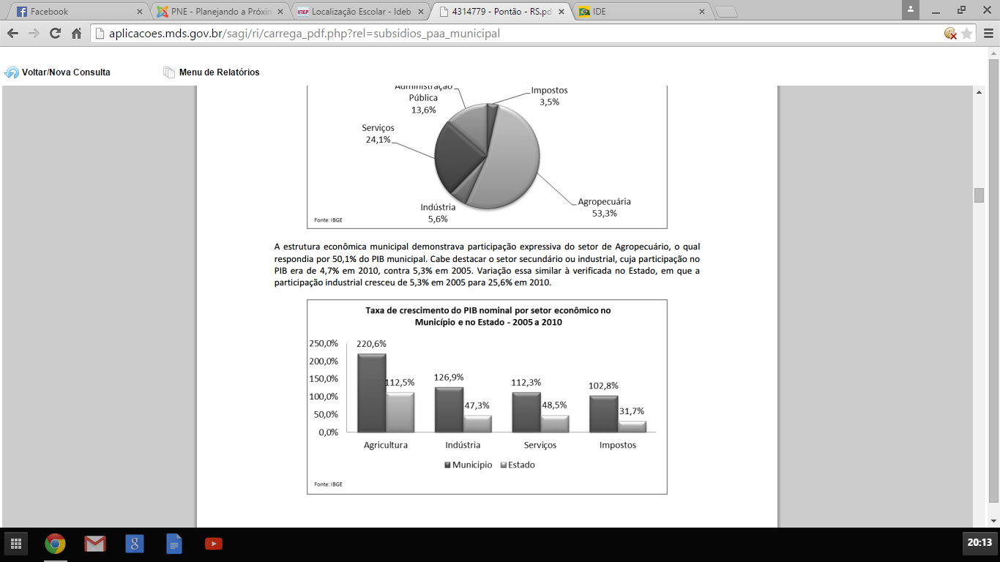 Facebook
PNE - Planejando a Próxin
INEP
Localização Escolar - Ideb
4314779 - Pontão - RS.pd
IDE
aplicacoes.mds.gov.br/sagi/ri/carrega_pdf.php?rel=subsidios_paa_municipal
Voltar/Nova Consulta
Menu de Relatórios
Administração
Pública
13,6%
Impostos
3,5%
Serviços
24,1%
Agropecuária
53,3%
Indústria
5,6%
Fonte: IBGE
A estrutura econômica municipal demonstrava participação expressiva do setor de Agropecuário, o qual
respondia por 50,1% do PIB municipal. Cabe destacar o setor secundário ou industrial, cuja participação no
PIB era de 4,7% em 2010, contra 5,3% em 2005. Variação essa similar à verificada no Estado, em que a
participação industrial cresceu de 5,3% em 2005 para 25,6% em 2010.
Taxa de crescimento do PIB nominal por setor econômico no
Município e no Estado - 2005 a 2010
250,0%
200,0%
150,0%
100,0%
50,0%
0,0%
220,6%
112,5%
126,9%
47,3%
112,3%
48,5%
102,8%
31,7%
Agricultura
Indústria
Serviços
Impostos
Municipio
Estado
Fonte: IBGE
20:13